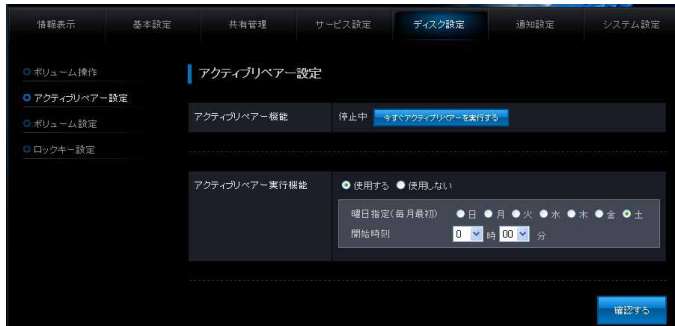 情報表示 基本設定 共有管理 サービス設定 ディスク設定 通知設定 システム設定
ボリューム操作
アクティブリペアー設定
ボリューム設定
ロックキー設定
アクティブリペアー設定
アクティブリペアー機能 停止中 今すぐアクティブリペアーを実行する
アクティブリペアー実行機能 使用する 使用しない
曜日指定(毎月最初) 日 月 火 水 木 金 土
開始時刻 0 時 00 分
確認する